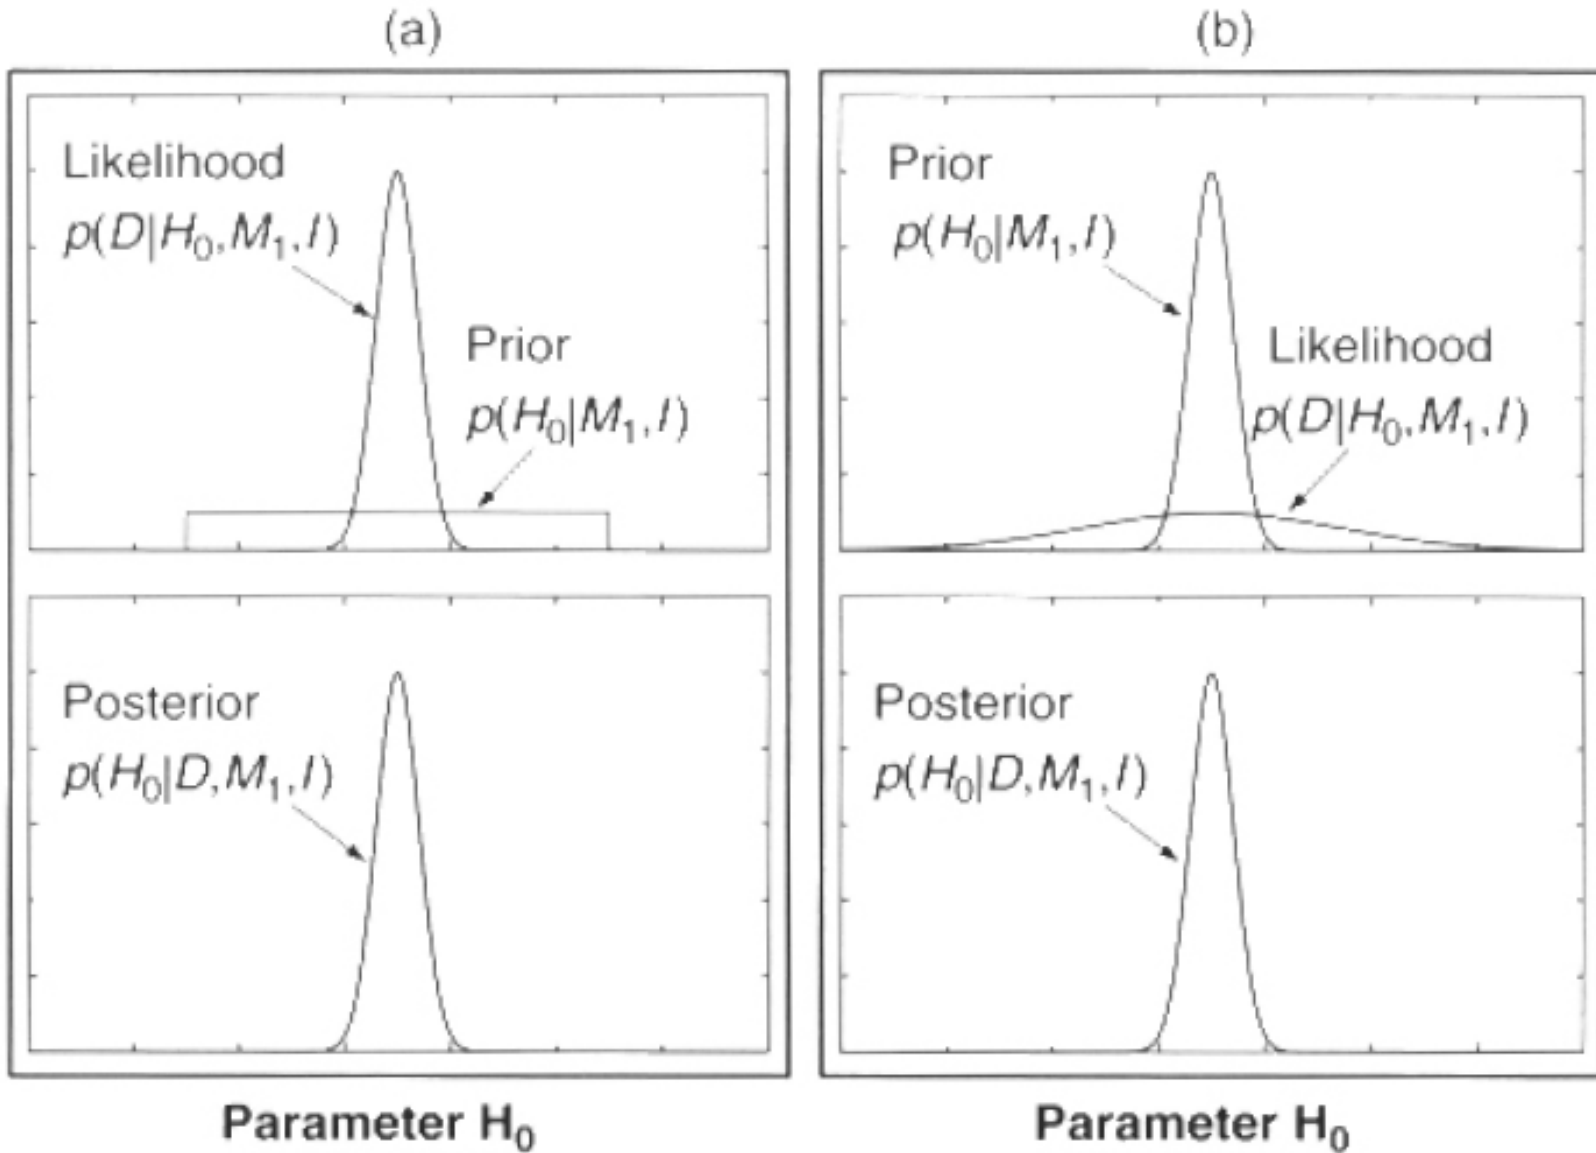 (a)
Likelihood
p(D|H₀,M₁,I)
Prior
p(H₀|M₁,I)
Posterior
p(H₀|D,M₁,I)
Parameter H₀
(b)
Prior
p(H₀|M₁,I)
Likelihood
p(D|H₀,M₁,I)
Posterior
p(H₀|D,M₁,I)
Parameter H₀